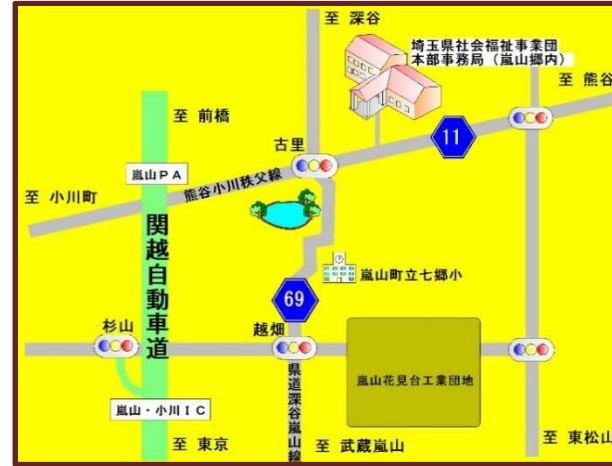 至 深谷
埼玉県社会福祉事業団
本部事務局（嵐山郷内）
至 熊谷
至 前橋
古里
11
嵐山ＰＡ
熊谷小川秩父線
至 小川町
関越自動車道
嵐山町立七郷小
69
杉山
越畑
嵐山花見台工業団地
県道深谷嵐山線
嵐山・小川ＩＣ
至 東京
至 武蔵嵐山
至 東松山